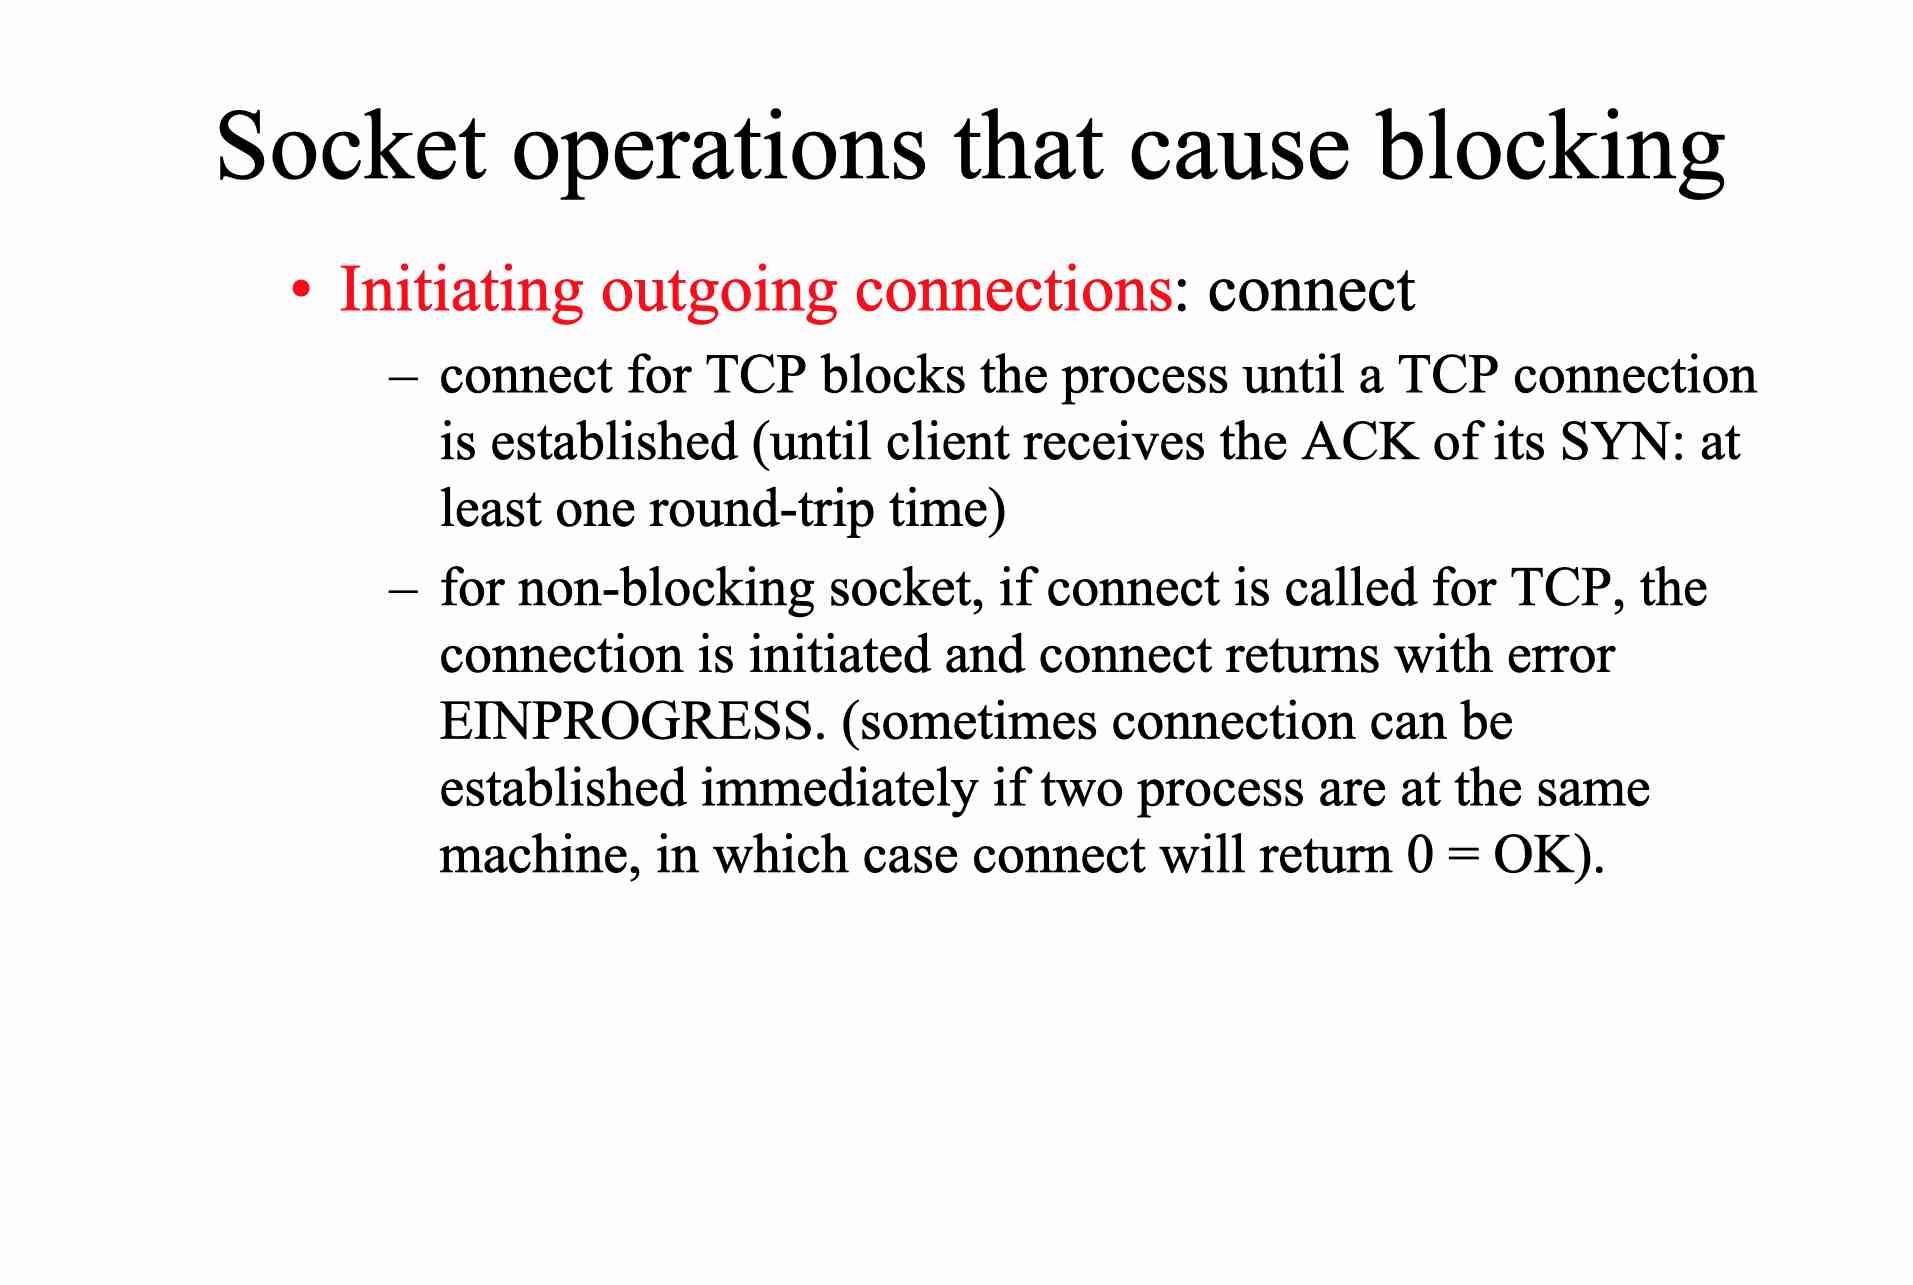 Socket operations that cause blocking
• Initiating outgoing connections: connect
– connect for TCP blocks the process until a TCP connection
is established (until client receives the ACK of its SYN: at
least one round-trip time)
– for non-blocking socket, if connect is called for TCP, the
connection is initiated and connect returns with error
EINPROGRESS. (sometimes connection can be
established immediately if two process are at the same
machine, in which case connect will return 0 = OK).